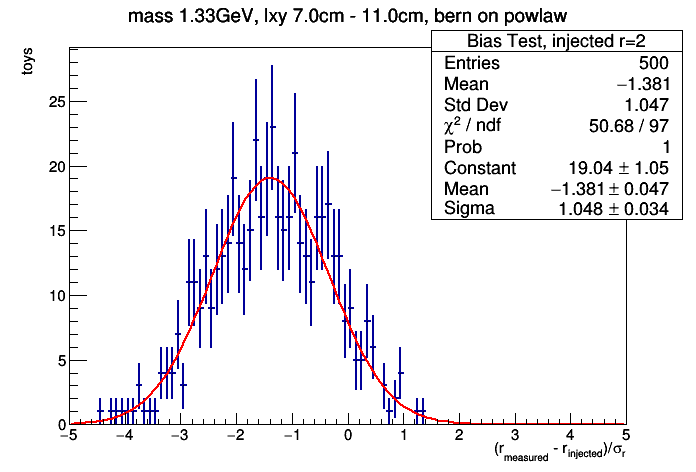 mass 1.33GeV, lxy 7.0cm - 11.0cm, bern on powlaw
Bias Test, injected r=2
Entries 500
Mean −1.381
Std Dev 1.047
χ² / ndf 50.68 / 97
Prob 1
Constant 19.04 ± 1.05
Mean −1.381 ± 0.047
Sigma 1.048 ± 0.034
toys
25
20
15
10
5
0
−5 −4 −3 −2 −1 0 1 2 3 4 5
(r_measured - r_injected)/σ_r